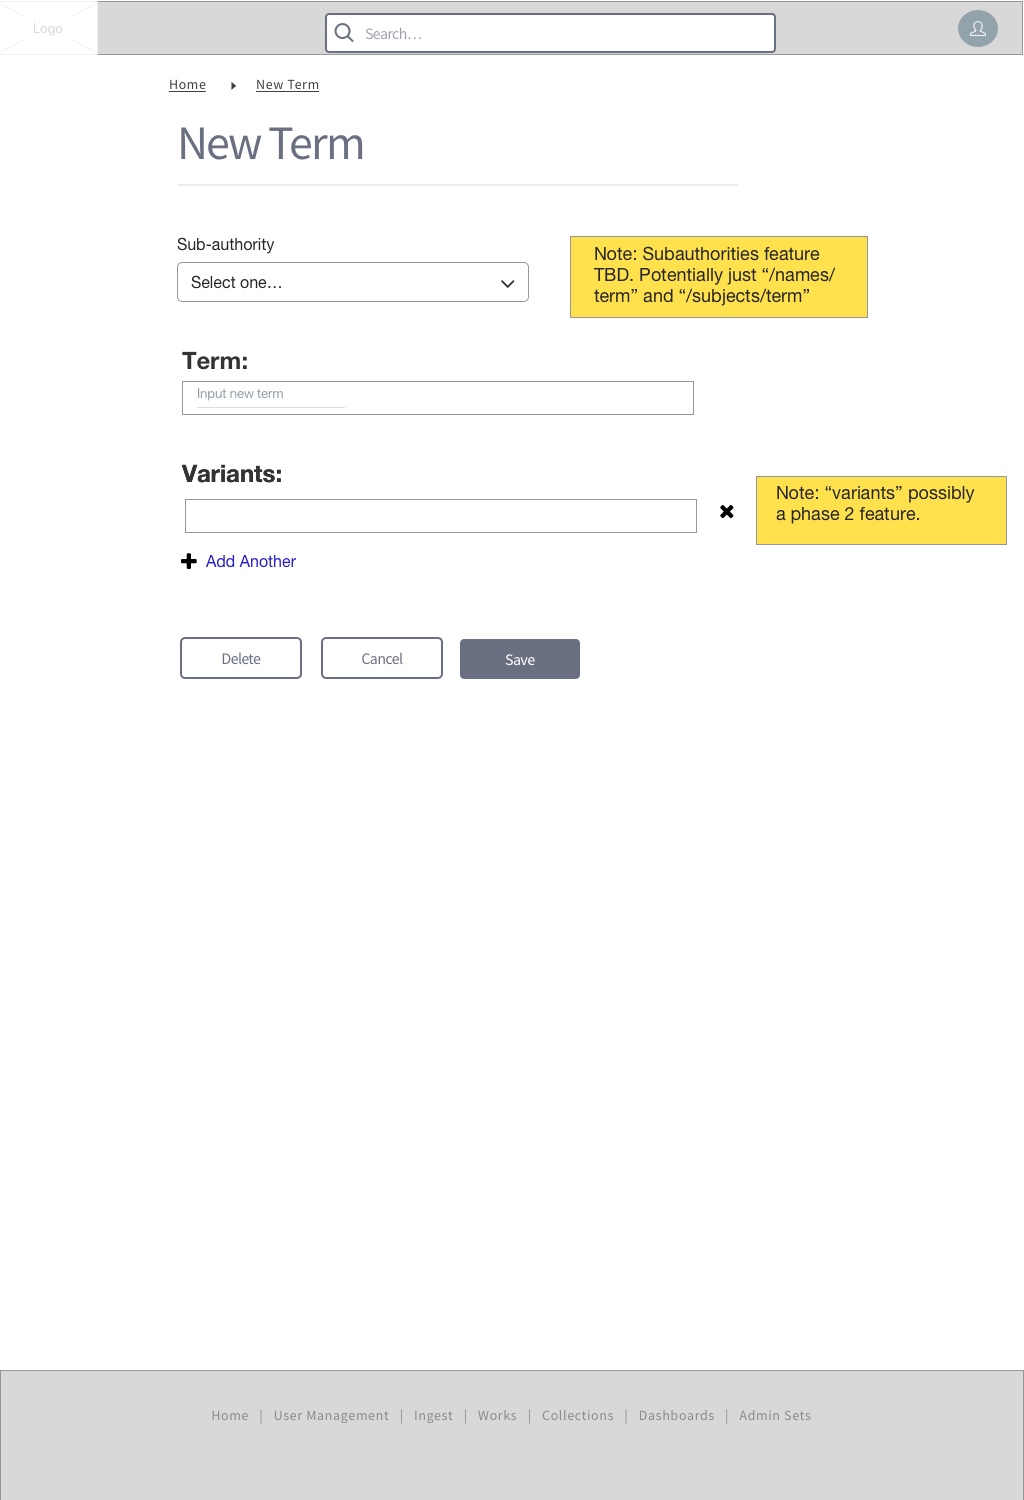 Logo
Search...
Home New Term
New Term
Sub-authority
Select one...
Note: Subauthorities feature
TBD. Potentially just “/names/
term” and “/subjects/term”
Term:
Input new term
Variants:
Note: “variants” possibly
a phase 2 feature.
Add Another
Delete Cancel Save
Home | User Management | Ingest | Works | Collections | Dashboards | Admin Sets